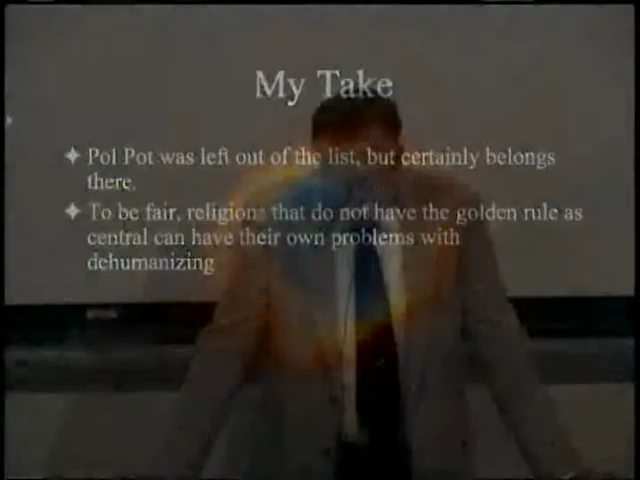 My Take
Pol Pot was left out of the list, but certainly belongs
there.
To be fair, religions that do not have the golden rule as
central can have their own problems with
dehumanizing